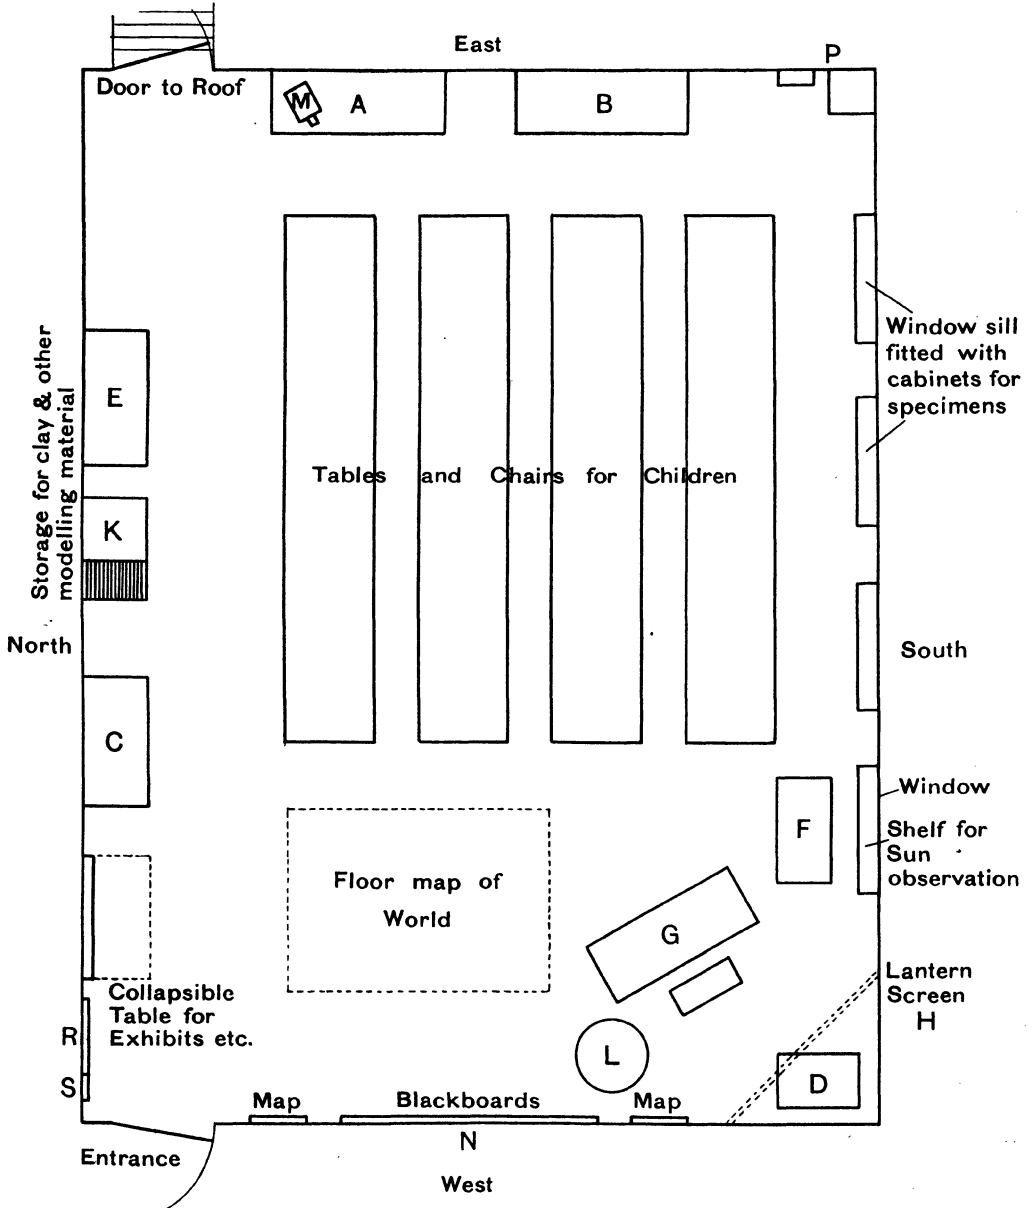 East
P
Door to Roof
M
A
B
Window sill
fitted with
cabinets for
specimens
Storage for clay & other
modelling material
E
Tables and Chairs for Children
K
North
South
C
Window
F
Shelf for
Sun
observation
Floor map of
World
G
Lantern
Screen
H
Collapsible
Table for
Exhibits etc.
R
S
L
D
Map
Blackboards
Map
N
Entrance
West